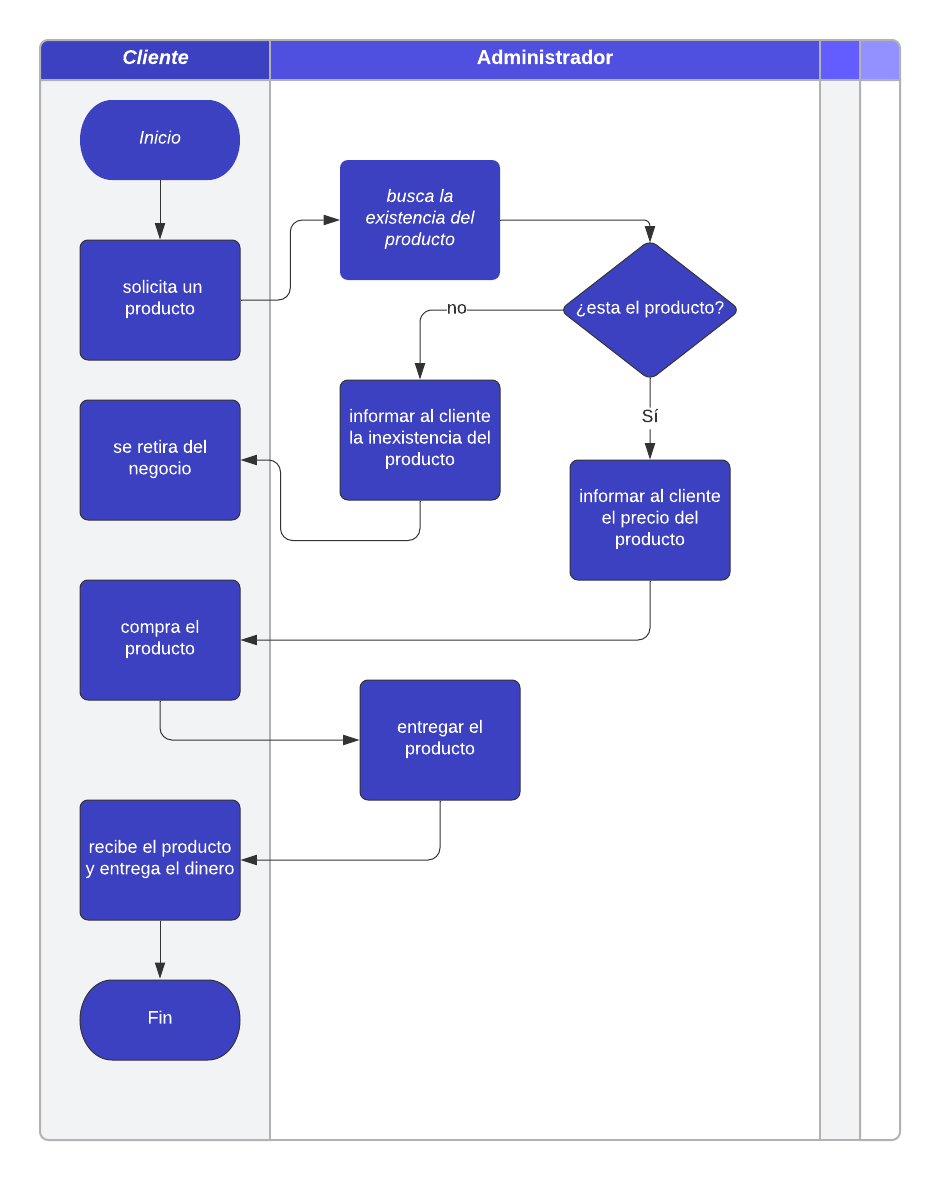 Cliente
Administrador
Inicio
busca la
existencia del
producto
solicita un
producto
¿esta el producto?
no
informar al cliente
la inexistencia del
producto
Sí
se retira del
negocio
informar al cliente
el precio del
producto
compra el
producto
entregar el
producto
recibe el producto
y entrega el dinero
Fin